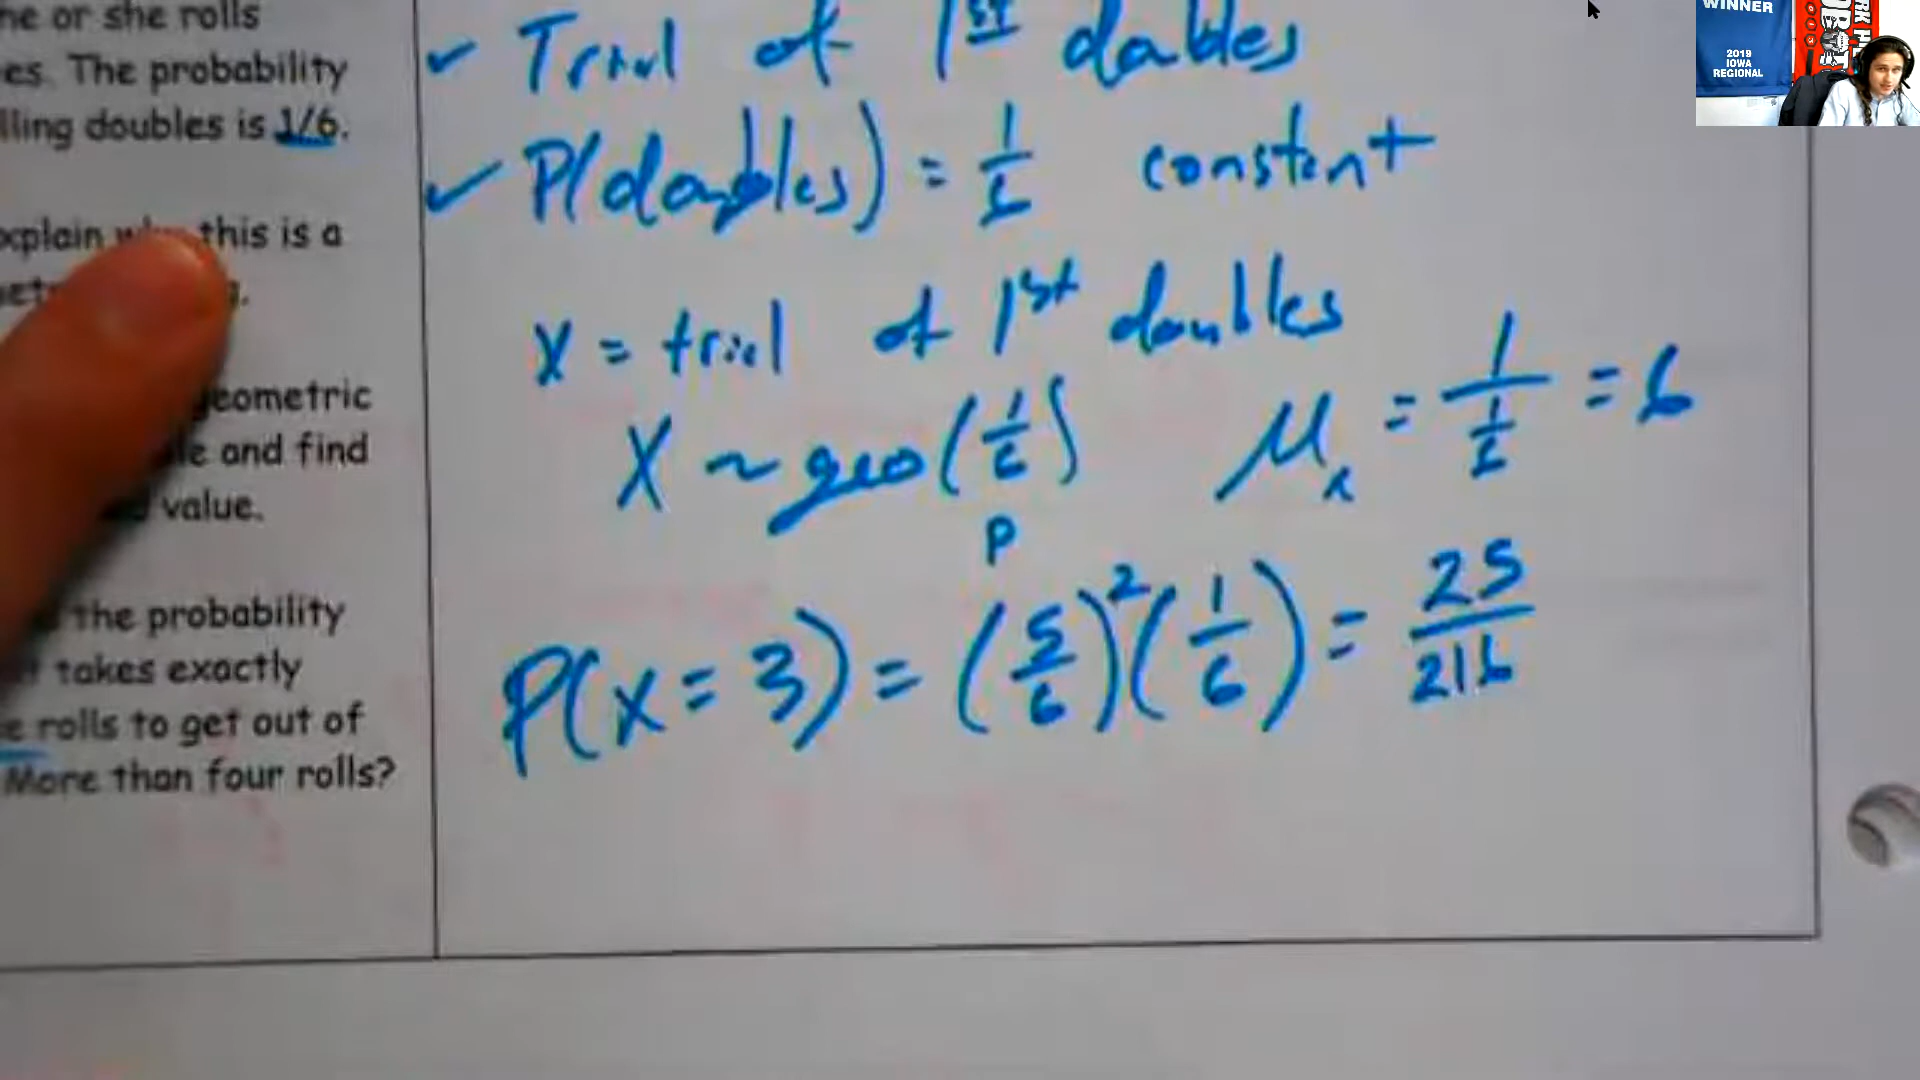 he or she rolls
es. The probability
lling doubles is 1/6.
xplain why this is a
geometric
and find
value.
the probability
takes exactly
e rolls to get out of
More than four rolls?
✓ Trial of 1st doubles
✓ P(doubles) = 1/6 constant
X = trial of 1st doubles
X ~ geo(1/6) μx = 1/(1/6) = 6
P
P(X = 3) = (5/6)²(1/6) = 25/216
WINNER
2019
IOWA
REGIONAL